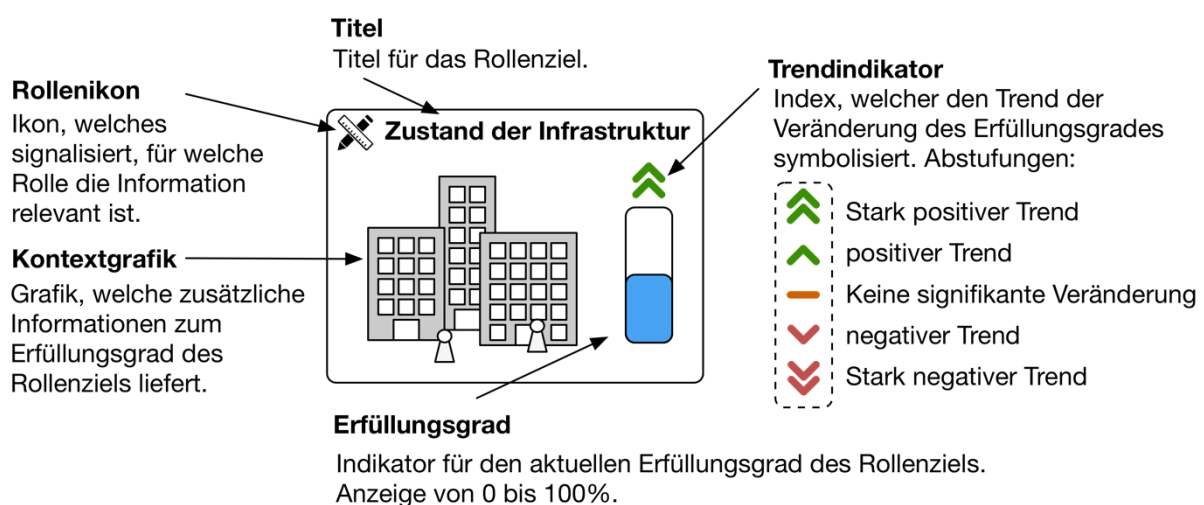 Titel
Titel für das Rollenziel.
Rollenikon
Ikon, welches
signalisiert, für welche
Rolle die Information
relevant ist.
Kontextgrafik
Grafik, welche zusätzliche
Informationen zum
Erfüllungsgrad des
Rollenziels liefert.
Zustand der Infrastruktur
Trendindikator
Index, welcher den Trend der
Veränderung des Erfüllungsgrades
symbolisiert. Abstufungen:
Stark positiver Trend
positiver Trend
Keine signifikante Veränderung
negativer Trend
Stark negativer Trend
Erfüllungsgrad
Indikator für den aktuellen Erfüllungsgrad des Rollenziels.
Anzeige von 0 bis 100%.